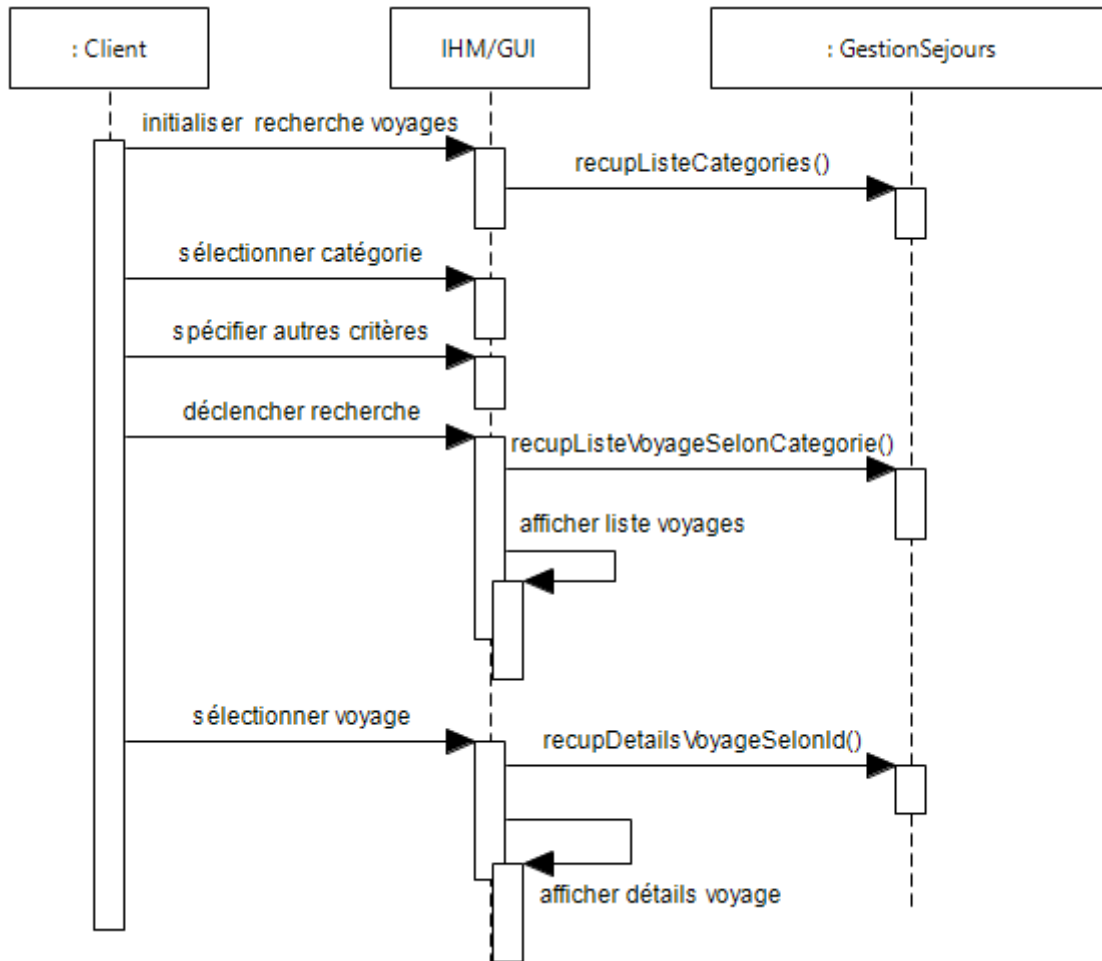 : Client
IHM/GUI
: GestionSejours
initialiser recherche voyages
recupListeCategories()
sélectionner catégorie
spécifier autres critères
déclencher recherche
recupListeVoyageSelonCategorie()
afficher liste voyages
sélectionner voyage
recupDetailsVoyageSelonId()
afficher détails voyage